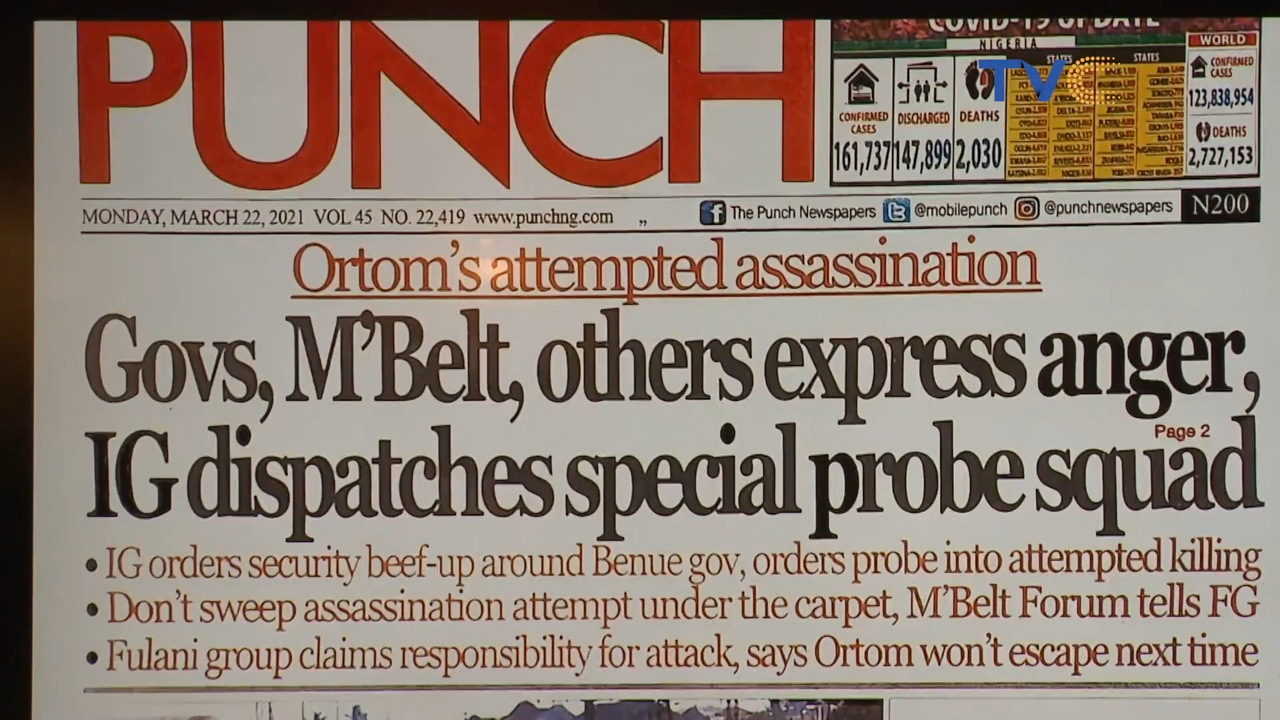 PUNCH
COVID-19 UPDATE
NIGERIA
CONFIRMED CASES
161,737
DISCHARGED
147,899
DEATHS
2,030
STATES
STATES
WORLD
CONFIRMED CASES
123,838,954
DEATHS
2,727,153
TVC
MONDAY, MARCH 22, 2021 VOL 45 NO. 22,419 www.punchng.com ,,
The Punch Newspapers @mobilepunch @punchnewspapers N200
Ortom's attempted assassination
Govs, M'Belt, others express anger,
IG dispatches special probe squad
Page 2
• IG orders security beef-up around Benue gov, orders probe into attempted killing
• Don't sweep assassination attempt under the carpet, M'Belt Forum tells FG
• Fulani group claims responsibility for attack, says Ortom won't escape next time